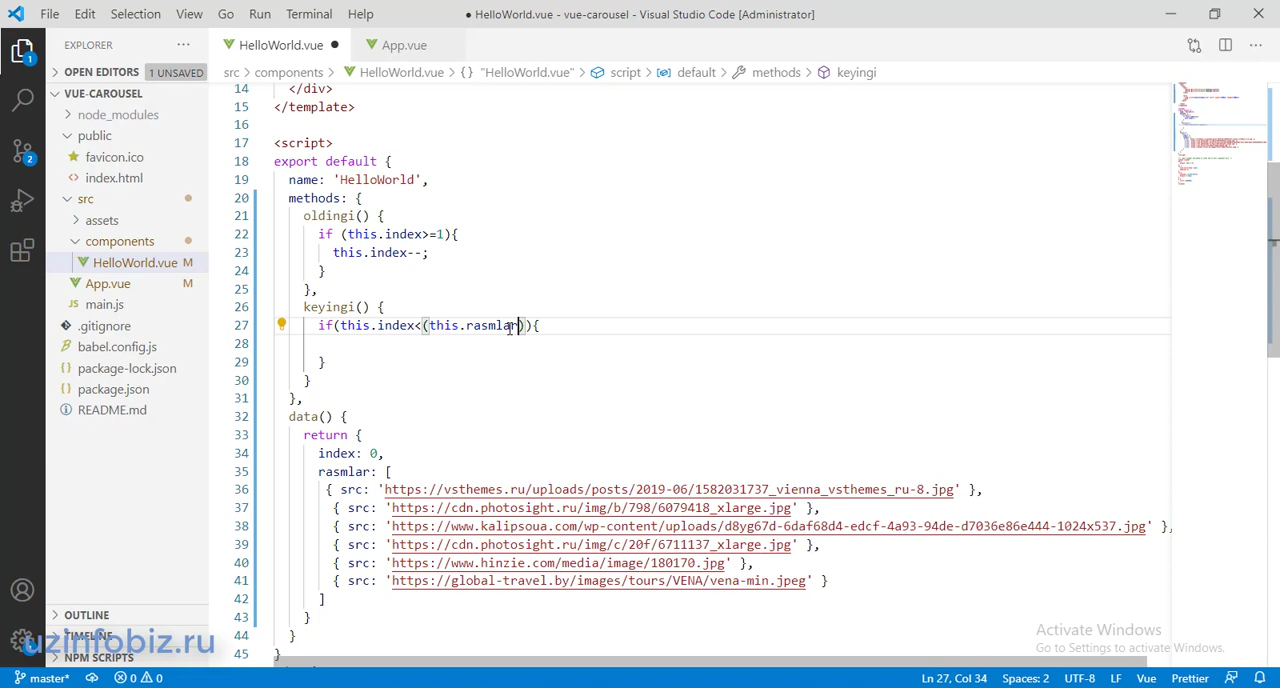 File Edit Selection View Go Run Terminal Help ● HelloWorld.vue - vue-carousel - Visual Studio Code [Administrator]
EXPLORER ··· HelloWorld.vue ● App.vue ···
OPEN EDITORS 1 UNSAVED src > components > HelloWorld.vue > {} "HelloWorld.vue" > script > default > methods > keyingi
VUE-CAROUSEL
node_modules
public
favicon.ico
index.html
src
assets
components
HelloWorld.vue M
App.vue M
main.js
.gitignore
babel.config.js
package-lock.json
package.json
README.md
OUTLINE
TIMELINE
NPM SCRIPTS
14 </div>
15 </template>
16
17 <script>
18 export default {
19 name: 'HelloWorld',
20 methods: {
21 oldingi() {
22 if (this.index>=1){
23 this.index--;
24 }
25 },
26 keyingi() {
27 if(this.index<(this.rasmlar)){
28
29 }
30 }
31 },
32 data() {
33 return {
34 index: 0,
35 rasmlar: [
36 { src: 'https://vsthemes.ru/uploads/posts/2019-06/1582031737_vienna_vsthemes_ru-8.jpg' },
37 { src: 'https://cdn.photosight.ru/img/b/798/6079418_xlarge.jpg' },
38 { src: 'https://www.kalipsoua.com/wp-content/uploads/d8yg67d-6daf68d4-edcf-4a93-94de-d7036e86e444-1024x537.jpg' },
39 { src: 'https://cdn.photosight.ru/img/c/20f/6711137_xlarge.jpg' },
40 { src: 'https://www.hinzie.com/media/image/180170.jpg' },
41 { src: 'https://global-travel.by/images/tours/VENA/vena-min.jpeg' }
42 ]
43 }
44 }
45 }
1
2
uzinfobiz.ru
Activate Windows
Go to Settings to activate Windows.
master* 0 0 Ln 27, Col 34 Spaces: 2 UTF-8 LF Vue Prettier